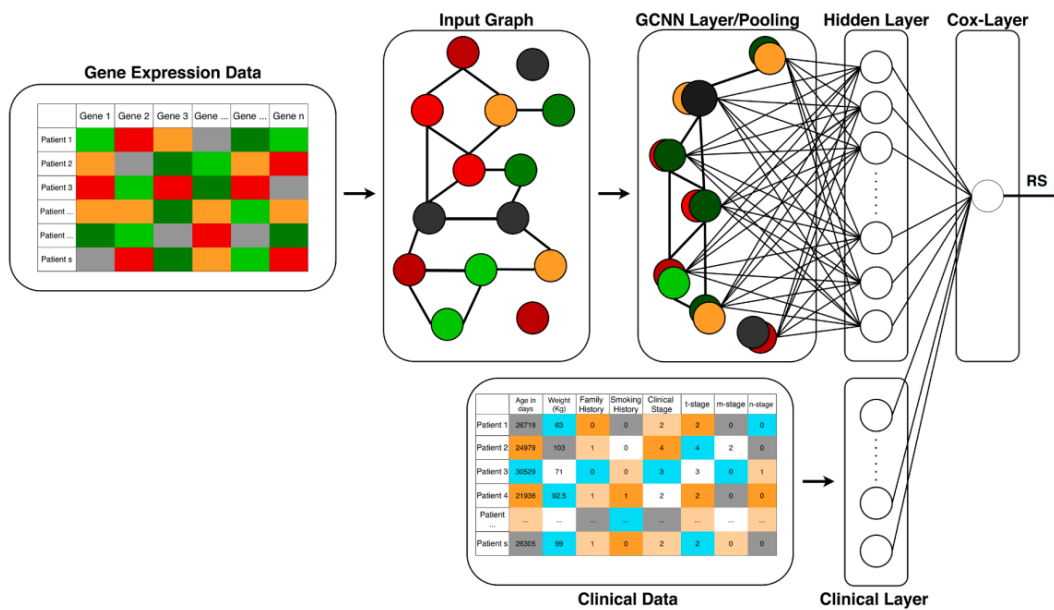 Input Graph
GCNN Layer/Pooling
Hidden Layer
Cox-Layer
Gene Expression Data
Gene 1 Gene 2 Gene 3 Gene ... Gene ... Gene n
Patient 1
Patient 2
Patient 3
Patient ...
Patient ...
Patient s
RS
Age in days Weight (Kg) Family History Smoking History Clinical Stage t-stage m-stage n-stage
Patient 1 26719 63 0 0 2 2 0 0
Patient 2 24979 103 1 0 4 4 2 0
Patient 3 30529 71 0 0 3 3 0 1
Patient 4 21936 92.5 1 1 2 2 0 0
Patient ... ... ... ... ... ... ... ... ...
Patient s 26305 99 1 0 2 2 0 0
Clinical Data
Clinical Layer